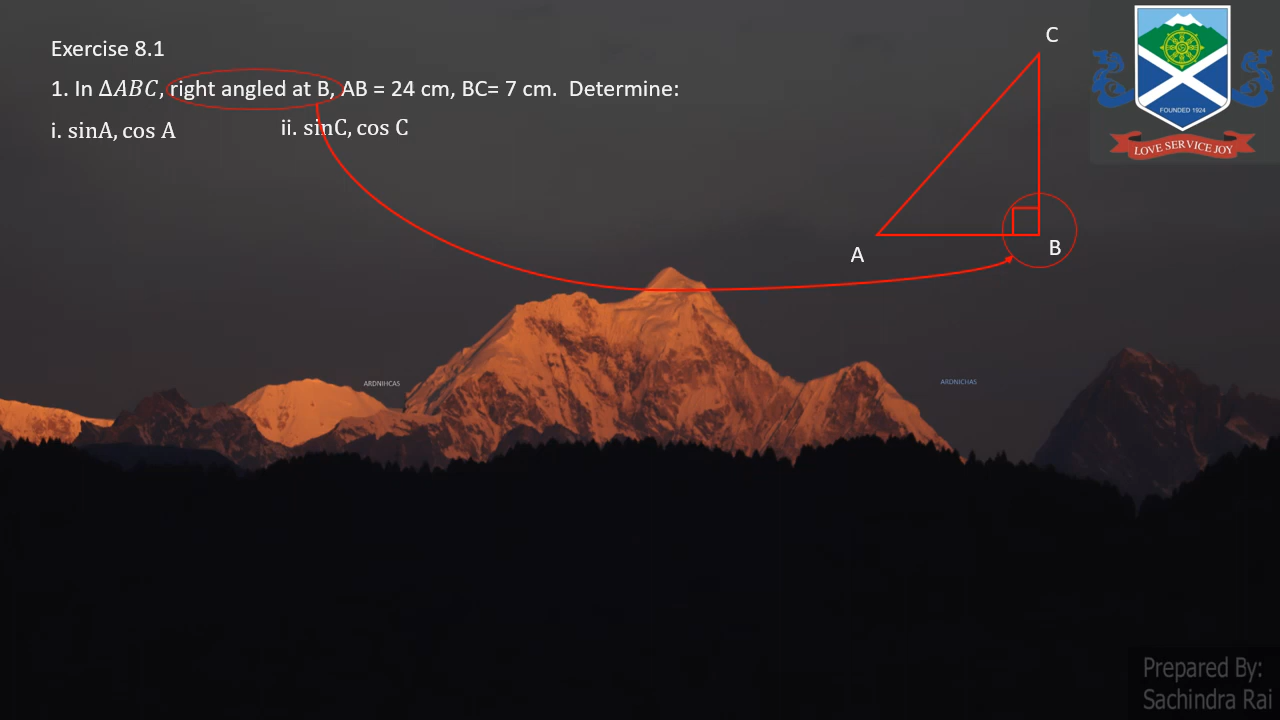 Exercise 8.1
1. In ΔABC, right angled at B, AB = 24 cm, BC= 7 cm. Determine:
i. sinA, cos A
ii. sinC, cos C
C
A
B
FOUNDED 1924
LOVE SERVICE JOY
ARDNIHCAS
ARDNICHAS
Prepared By:
Sachindra Rai